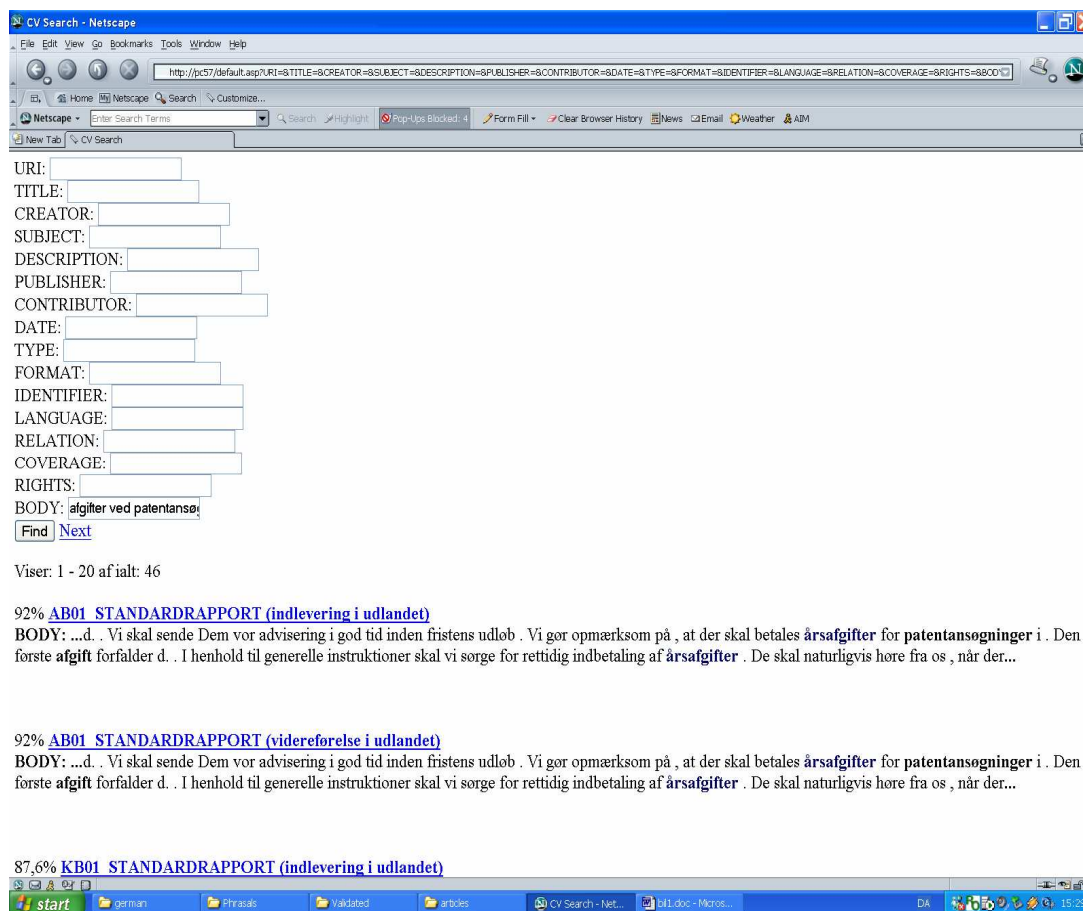 CV Search - Netscape
File Edit View Go Bookmarks Tools Window Help
http://pc57/default.asp?URI=&TITLE=&CREATOR=&SUBJECT=&DESCRIPTION=&PUBLISHER=&CONTRIBUTOR=&DATE=&TYPE=&FORMAT=&IDENTIFIER=&LANGUAGE=&RELATION=&COVERAGE=&RIGHTS=&BODY
Home My Netscape Search Customize...
Netscape Enter Search Terms Search Highlight Pop-Ups Blocked: 4 Form Fill Clear Browser History News Email Weather AIM
New Tab CV Search
URI:
TITLE:
CREATOR:
SUBJECT:
DESCRIPTION:
PUBLISHER:
CONTRIBUTOR:
DATE:
TYPE:
FORMAT:
IDENTIFIER:
LANGUAGE:
RELATION:
COVERAGE:
RIGHTS:
BODY: afgifter ved patentansøg
Find Next
Viser: 1 - 20 af ialt: 46
92% AB01 STANDARDRAPPORT (indlevering i udlandet)
BODY: ...d. . Vi skal sende Dem vor advisering i god tid inden fristens udløb . Vi gør opmærksom på , at der skal betales årsafgifter for patentansøgninger i . Den
første afgift forfalder d. . I henhold til generelle instruktioner skal vi sørge for rettidig indbetaling af årsafgifter . De skal naturligvis høre fra os , når der...
92% AB01 STANDARDRAPPORT (videreførelse i udlandet)
BODY: ...d. . Vi skal sende Dem vor advisering i god tid inden fristens udløb . Vi gør opmærksom på , at der skal betales årsafgifter for patentansøgninger i . Den
første afgift forfalder d. . I henhold til generelle instruktioner skal vi sørge for rettidig indbetaling af årsafgifter . De skal naturligvis høre fra os , når der...
87,6% KB01 STANDARDRAPPORT (indlevering i udlandet)
start german Phrasals Validated articles CV Search - Net... bil1.doc - Micros... DA 15:29